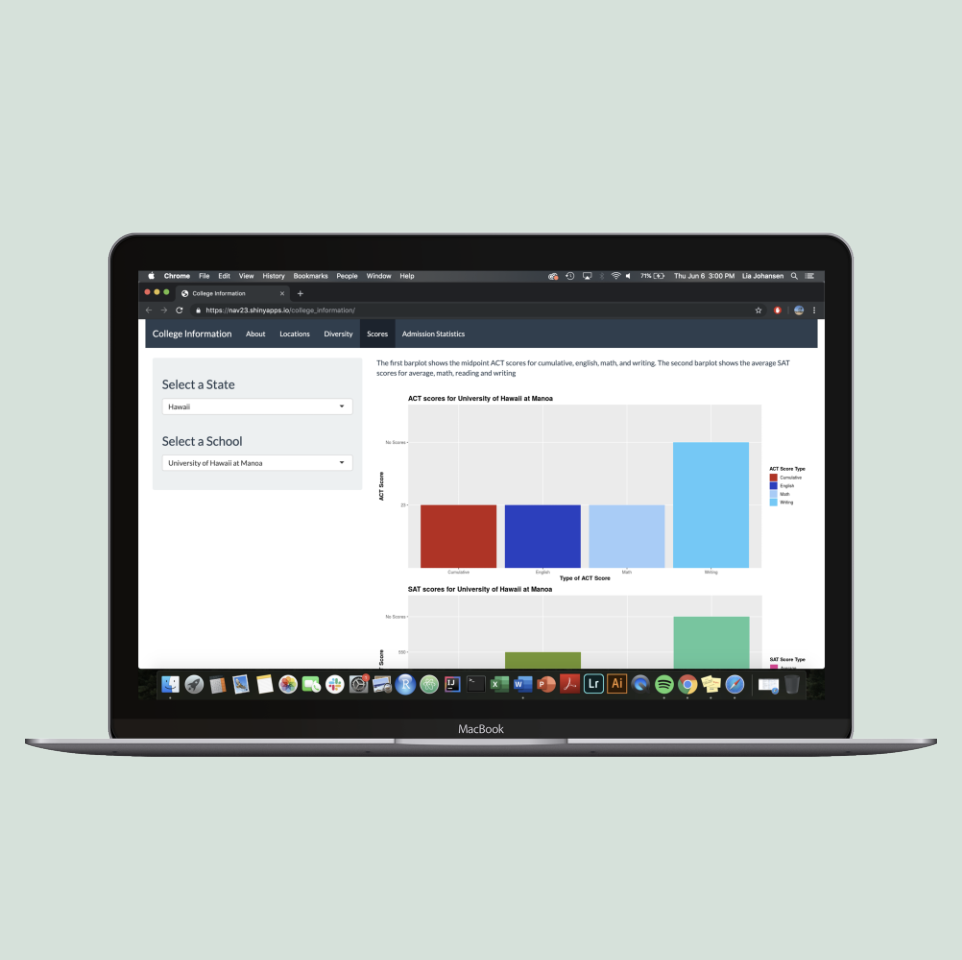 Chrome File Edit View History Bookmarks People Window Help 71% Thu Jun 6 3:00 PM Lia Johansen
College Information
https://nav23.shinyapps.io/college_information/
College Information About Locations Diversity Scores Admission Statistics
The first barplot shows the midpoint ACT scores for cumulative, english, math, and writing. The second barplot shows the average SAT
scores for average, math, reading and writing
Select a State
Hawaii
Select a School
University of Hawaii at Manoa
ACT scores for University of Hawaii at Manoa
No Scores
ACT Score
Cumulative English Math Writing
Type of ACT Score
ACT Score Type
Cumulative
English
Math
Writing
SAT scores for University of Hawaii at Manoa
No Scores
SAT Score Type
Lr Ai
MacBook